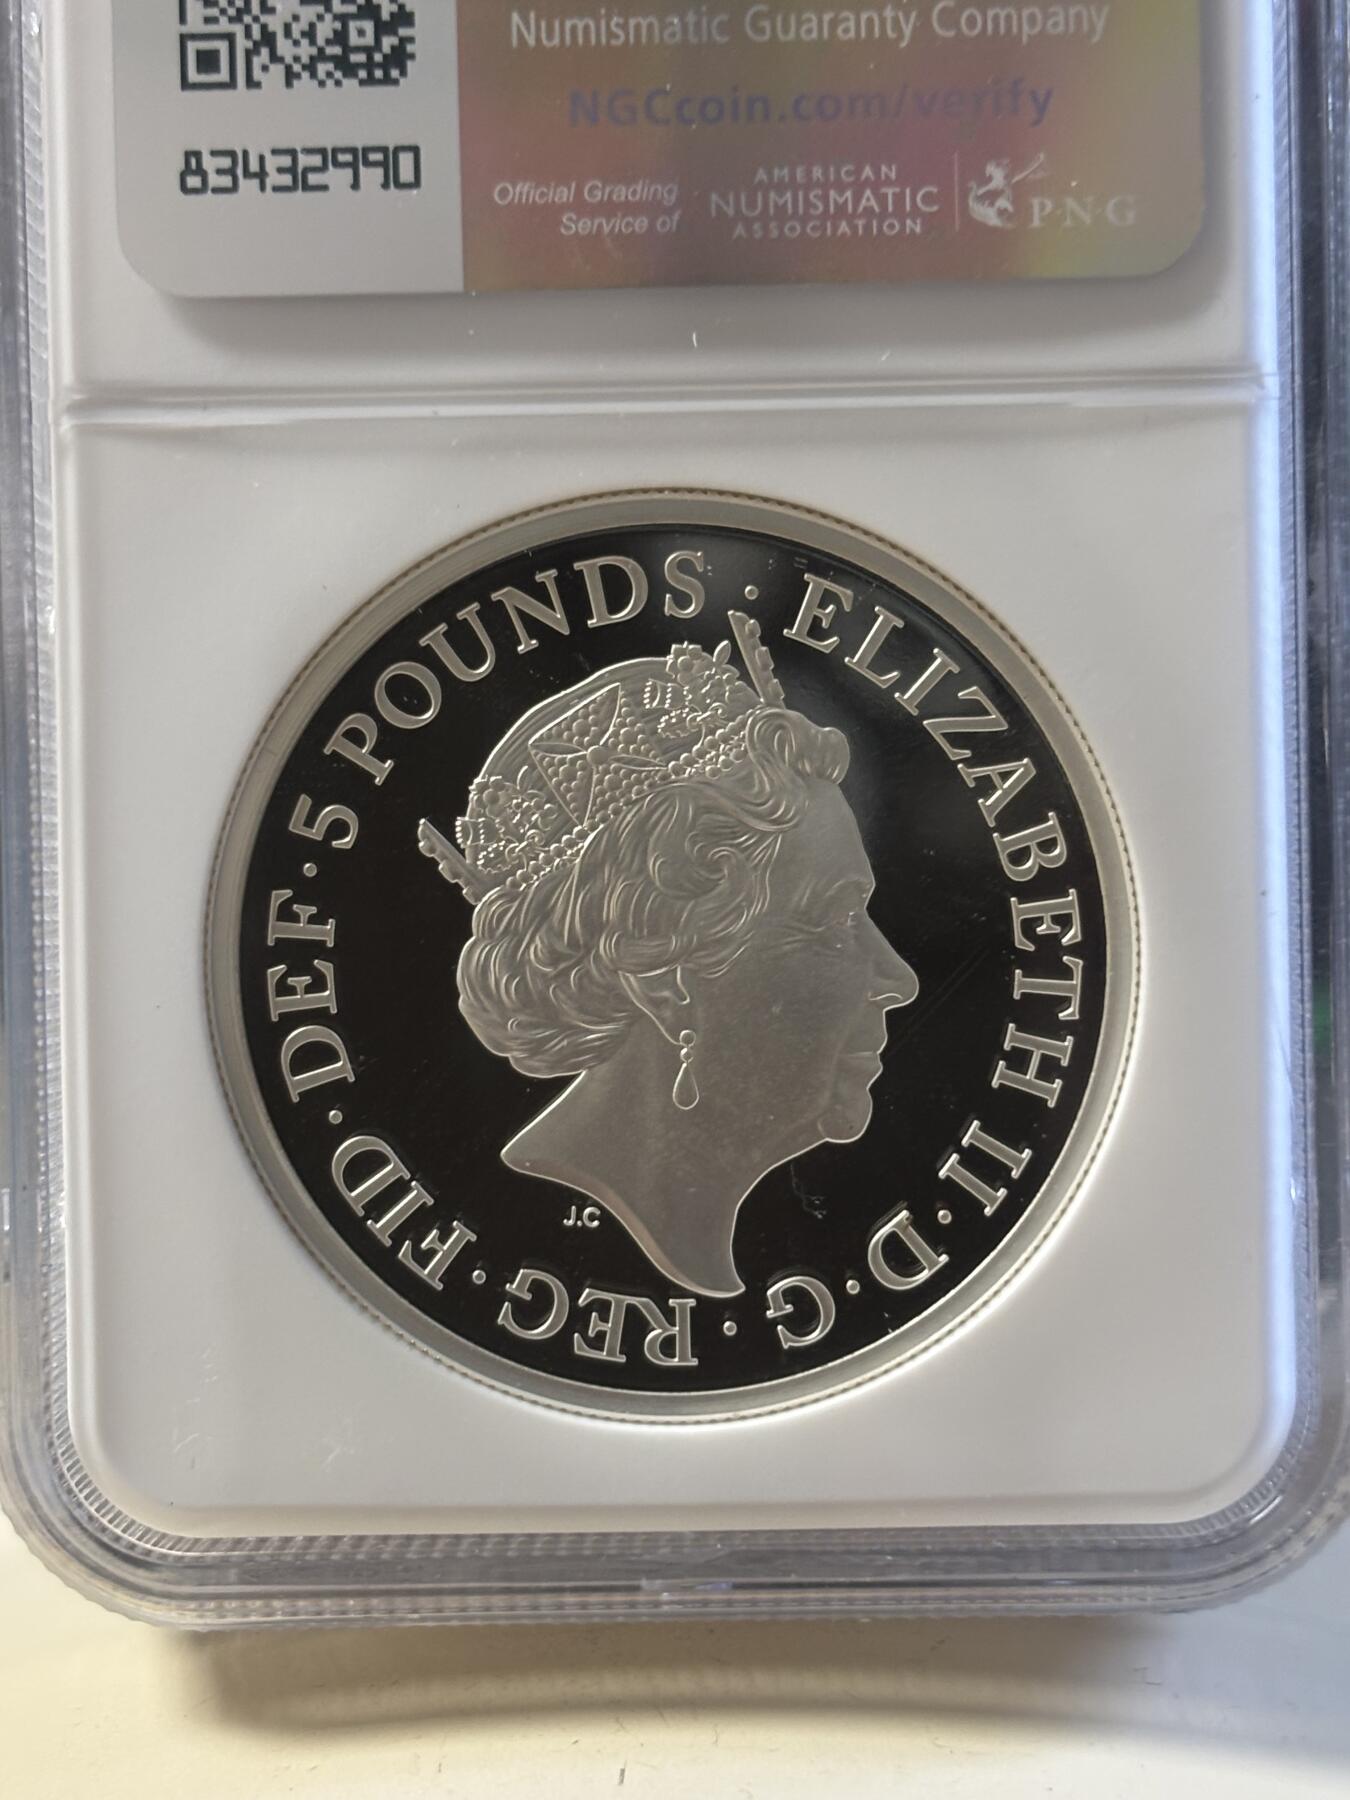 Numismatic Guaranty Company
NGCcoin.com/verify
83432990
Official Grading
Service of
AMERICAN
NUMISMATIC
ASSOCIATION
P·N·G
ELIZABETH II · D · G · REG · FID · DEF · 5 POUNDS ·
J.C